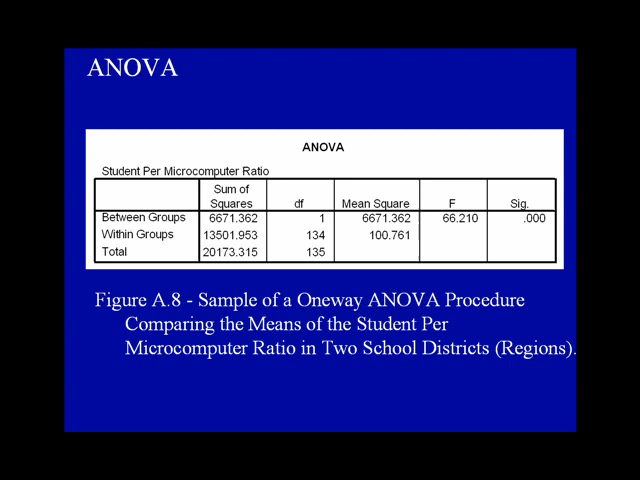 ANOVA
ANOVA
Student Per Microcomputer Ratio
Sum of Squares df Mean Square F Sig.
Between Groups 6671.362 1 6671.362 66.210 .000
Within Groups 13501.953 134 100.761
Total 20173.315 135
Figure A.8 - Sample of a Oneway ANOVA Procedure
Comparing the Means of the Student Per
Microcomputer Ratio in Two School Districts (Regions).